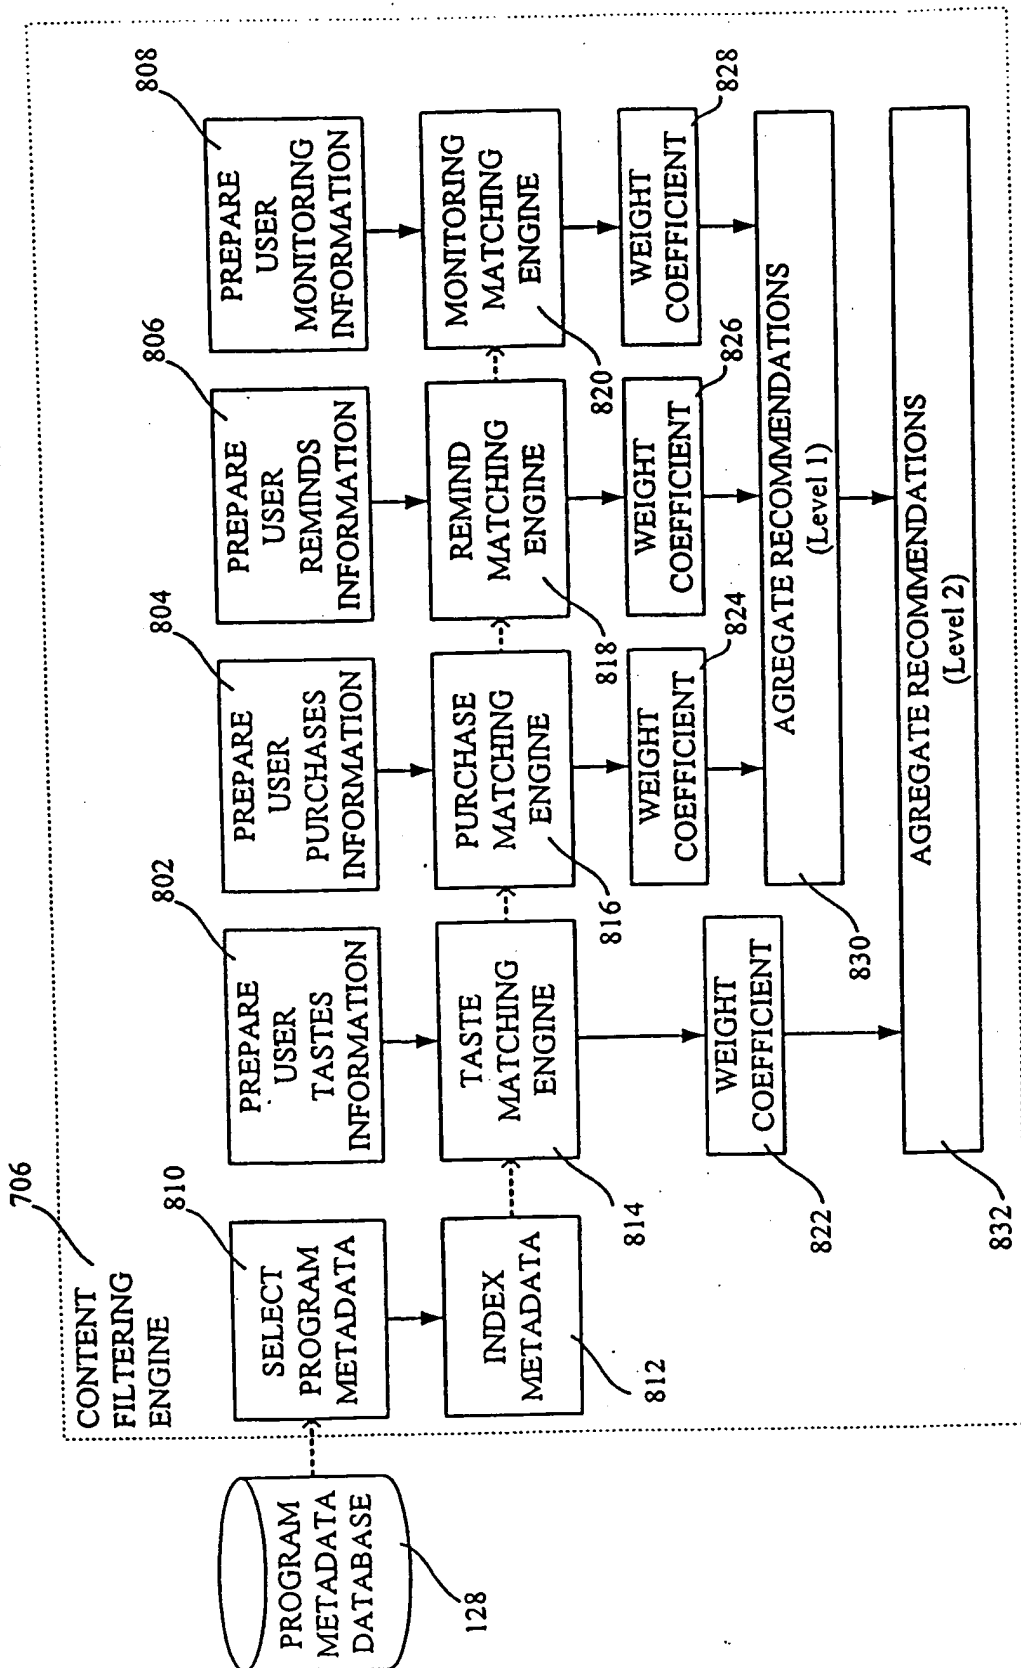 706
CONTENT
FILTERING
ENGINE
PROGRAM
METADATA
DATABASE
128
810
SELECT
PROGRAM
METADATA
INDEX
METADATA
812
802
PREPARE
USER
TASTES
INFORMATION
TASTE
MATCHING
ENGINE
814
WEIGHT
COEFFICIENT
822
804
PREPARE
USER
PURCHASES
INFORMATION
PURCHASE
MATCHING
ENGINE
816
WEIGHT
COEFFICIENT
824
806
PREPARE
USER
REMINDS
INFORMATION
REMIND
MATCHING
ENGINE
818
WEIGHT
COEFFICIENT
826
808
PREPARE
USER
MONITORING
INFORMATION
MONITORING
MATCHING
ENGINE
820
WEIGHT
COEFFICIENT
828
AGREGATE RECOMMENDATIONS
(Level 1)
830
AGREGATE RECOMMENDATIONS
(Level 2)
832